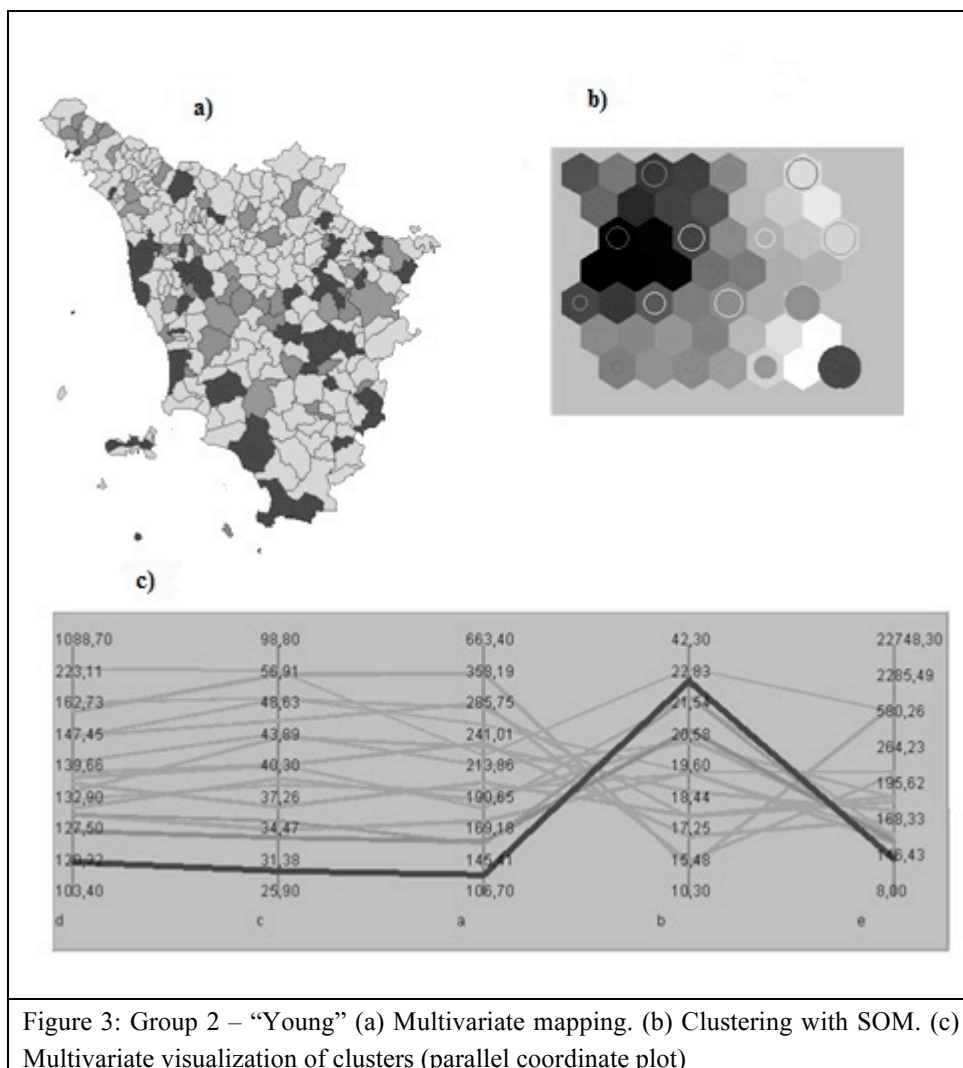 a)
b)
c)
1088,70 98,80 663,40 42,30 22748,30
223,11 56,91 358,19 22,83 2285,49
162,73 48,63 285,75 21,54 580,26
147,45 43,89 241,01 20,58 264,23
139,66 40,30 213,86 19,60 195,62
132,90 37,26 190,65 18,44 168,33
127,50 34,47 169,18 17,25 146,43
31,38 145,41 15,48
103,40 25,90 106,70 10,30 8,00
d c a b e
Figure 3: Group 2 – “Young” (a) Multivariate mapping. (b) Clustering with SOM. (c)
Multivariate visualization of clusters (parallel coordinate plot)